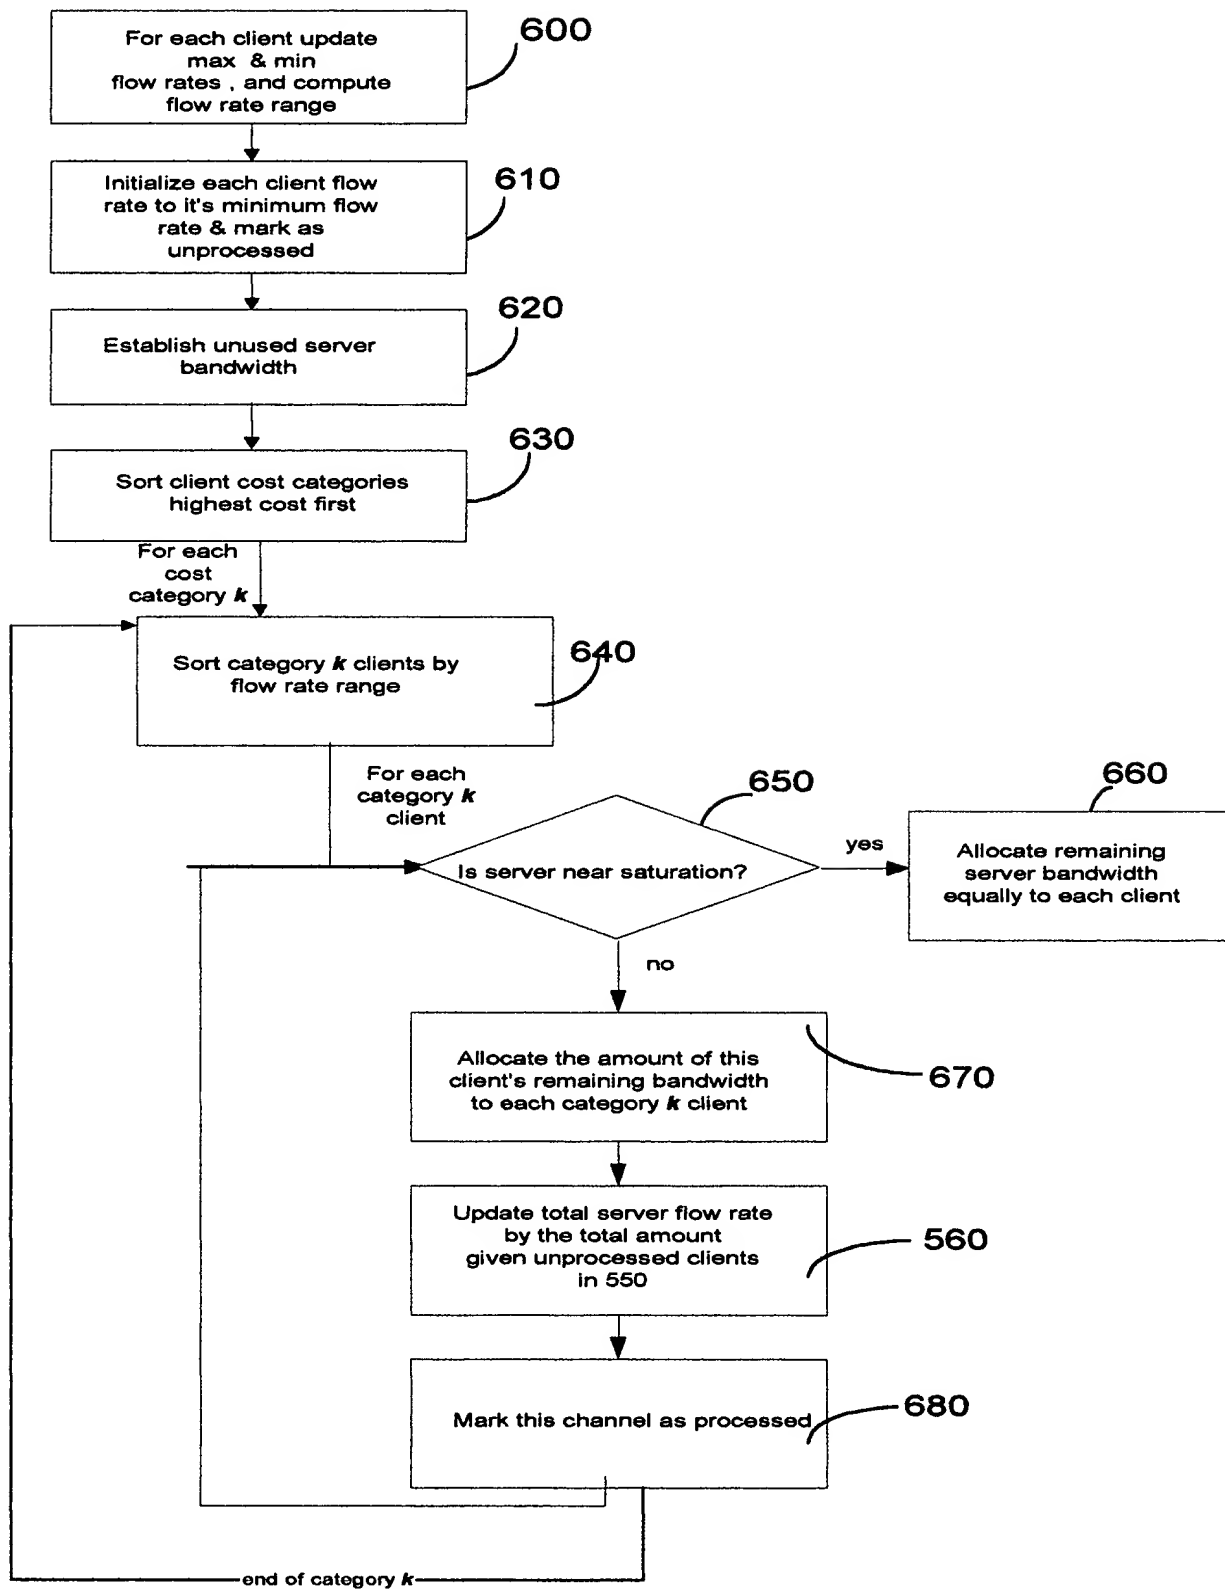 For each client update
max & min
flow rates , and compute
flow rate range
600
Initialize each client flow
rate to it's minimum flow
rate & mark as
unprocessed
610
Establish unused server
bandwidth
620
Sort client cost categories
highest cost first
630
For each
cost
category k
Sort category k clients by
flow rate range
640
For each
category k
client
Is server near saturation?
650
yes
Allocate remaining
server bandwidth
equally to each client
660
no
Allocate the amount of this
client's remaining bandwidth
to each category k client
670
Update total server flow rate
by the total amount
given unprocessed clients
in 550
560
Mark this channel as processed
680
end of category k